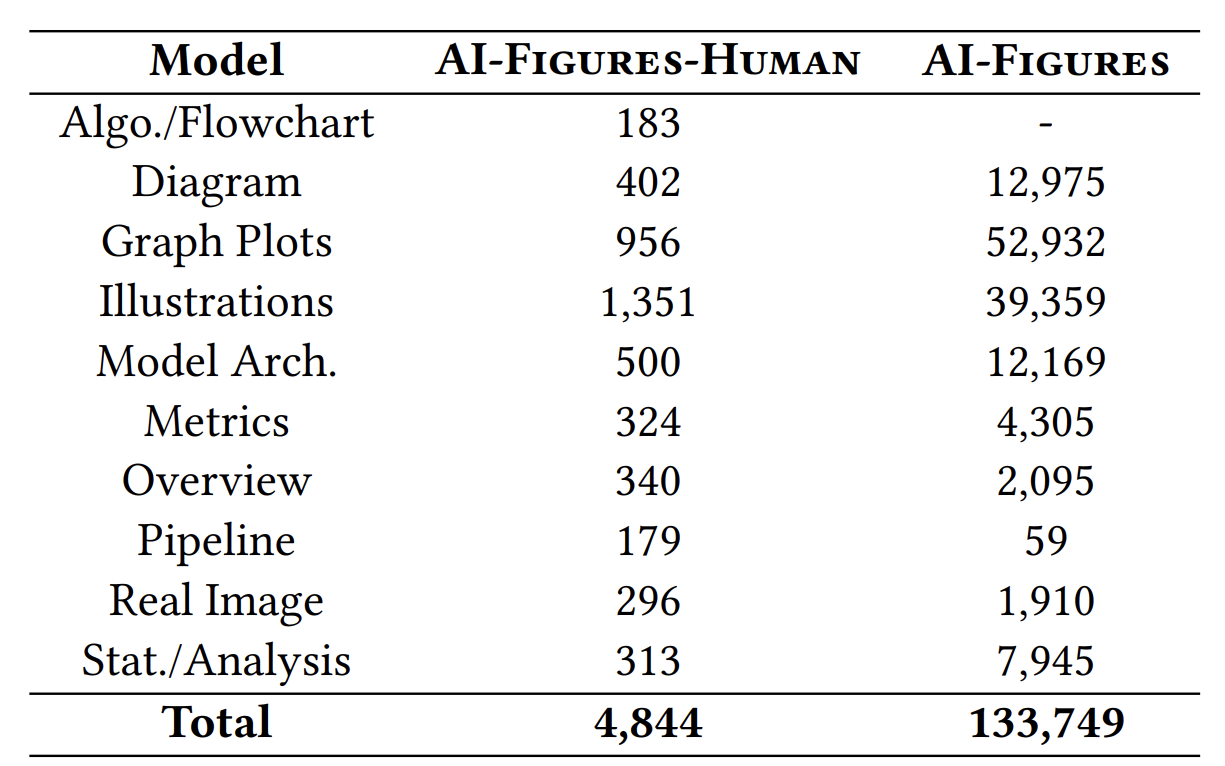 Model AI-Figures-Human AI-Figures
Algo./Flowchart 183 -
Diagram 402 12,975
Graph Plots 956 52,932
Illustrations 1,351 39,359
Model Arch. 500 12,169
Metrics 324 4,305
Overview 340 2,095
Pipeline 179 59
Real Image 296 1,910
Stat./Analysis 313 7,945
Total 4,844 133,749